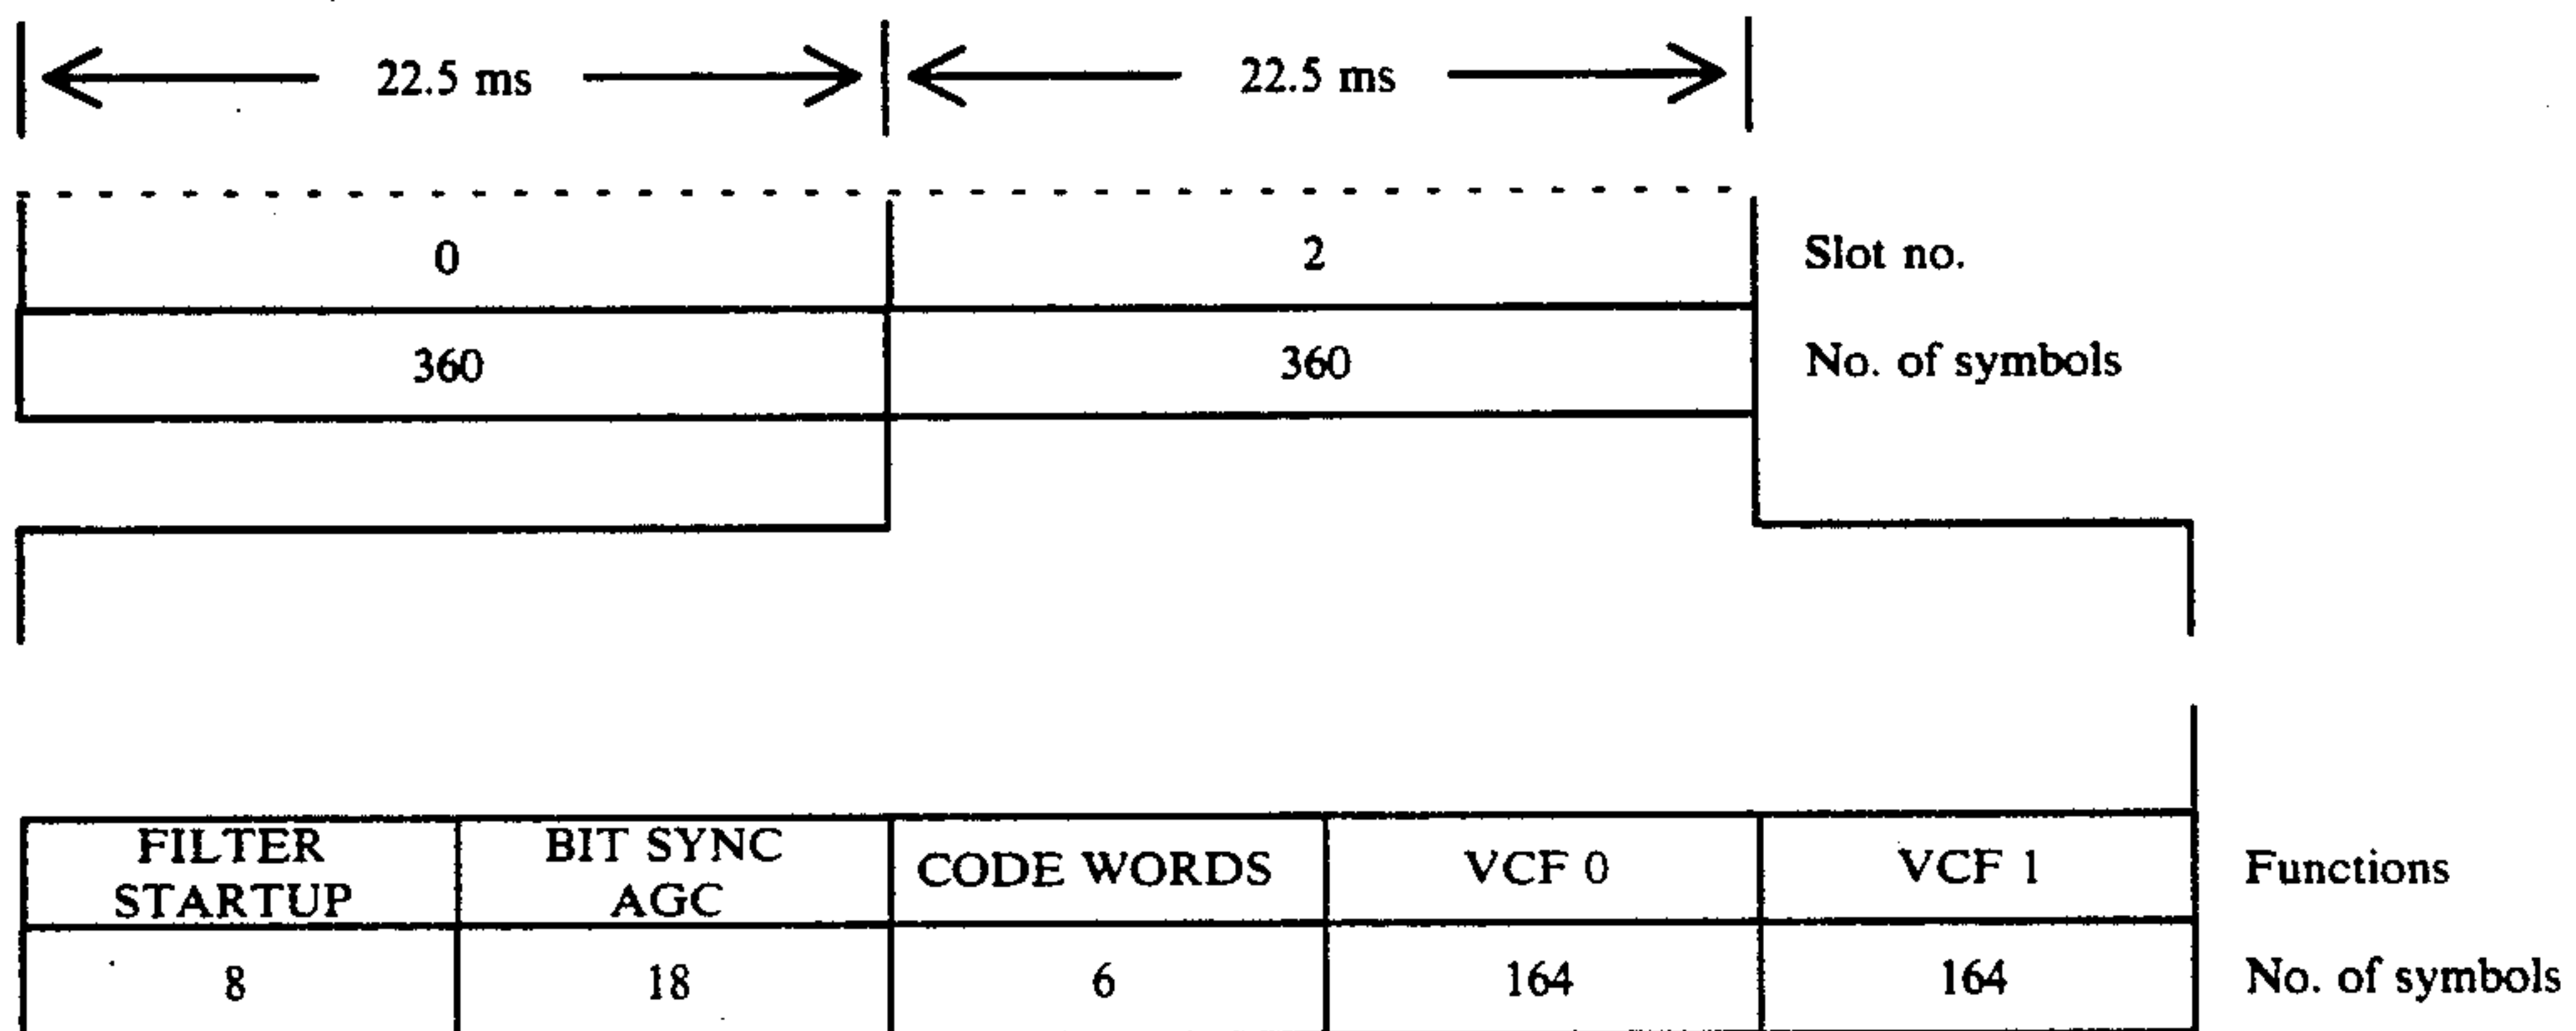 22.5 ms 22.5 ms
0 2 Slot no.
360 360 No. of symbols
FILTER STARTUP BIT SYNC AGC CODE WORDS VCF 0 VCF 1 Functions
8 18 6 164 164 No. of symbols